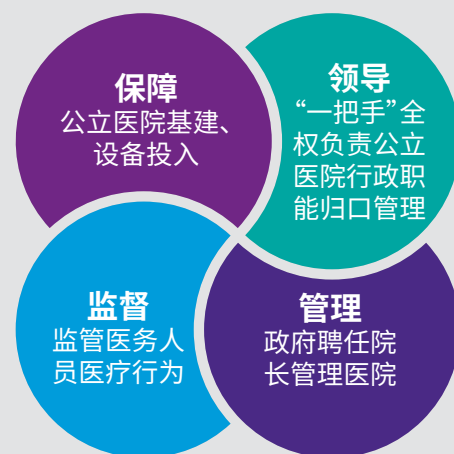 保障
公立医院基建、
设备投入
领导
“一把手”全
权负责公立
医院行政职
能归口管理
监督
监管医务人
员医疗行为
管理
政府聘任院
长管理医院